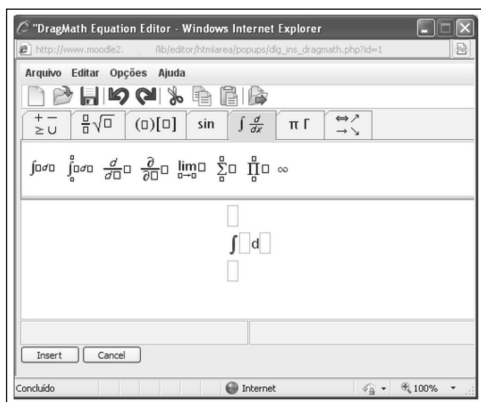 "DragMath Equation Editor - Windows Internet Explorer
http://www.moodle2. /lib/editor/htmlarea/popups/dlg_ins_dragmath.php?id=1
Arquivo Editar Opções Ajuda
+ − ≥ ∪ □/□ √□ (□)[□] sin ∫ d/dx π Γ ⇔ ↗ → ↘
∫□d□ ∫□d□ d/d□ □ ∂/∂□ □ lim □→□ □ ∑□ ∏□ ∞
∫□d□
Insert Cancel
Concluído Internet 100%